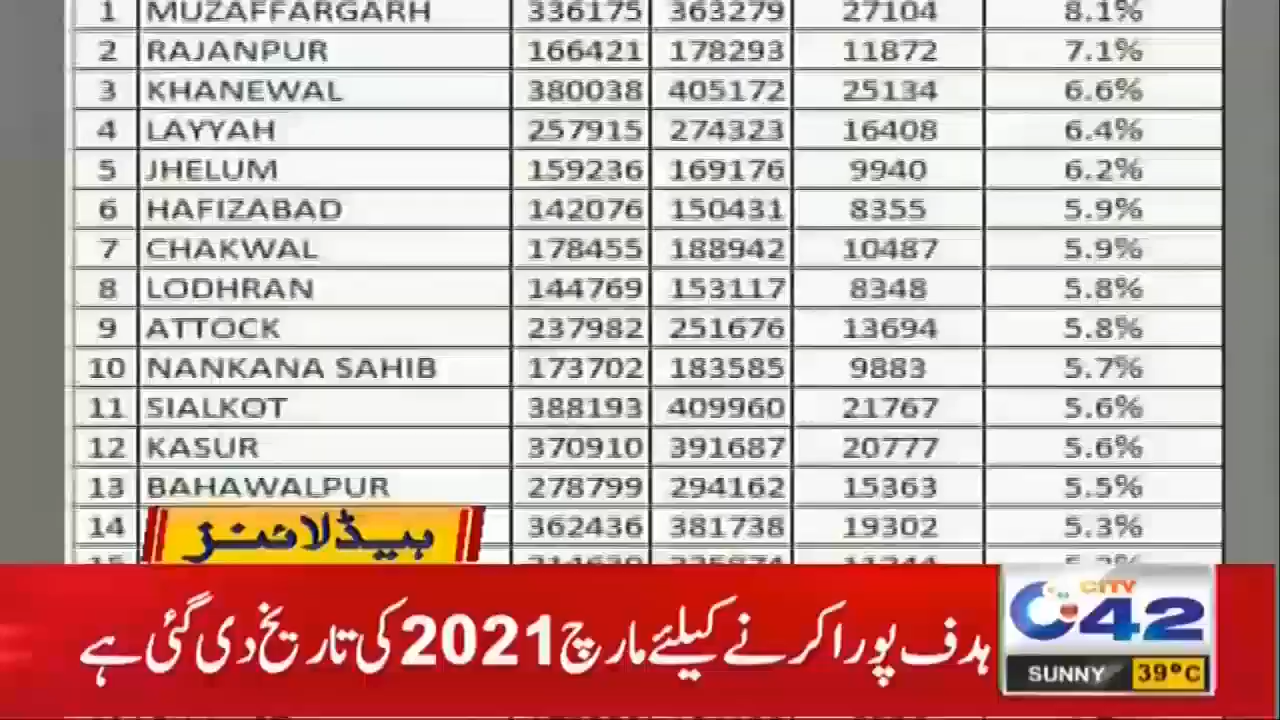 1 MUZAFFARGARH 336175 363279 27104 8.1%
2 RAJANPUR 166421 178293 11872 7.1%
3 KHANEWAL 380038 405172 25134 6.6%
4 LAYYAH 257915 274323 16408 6.4%
5 JHELUM 159236 169176 9940 6.2%
6 HAFIZABAD 142076 150431 8355 5.9%
7 CHAKWAL 178455 188942 10487 5.9%
8 LODHRAN 144769 153117 8348 5.8%
9 ATTOCK 237982 251676 13694 5.8%
10 NANKANA SAHIB 173702 183585 9883 5.7%
11 SIALKOT 388193 409960 21767 5.6%
12 KASUR 370910 391687 20777 5.6%
13 BAHAWALPUR 278799 294162 15363 5.5%
14 362436 381738 19302 5.3%
ہیڈلائنز
ہدف پورا کرنے کیلئے مارچ 2021 کی تاریخ دی گئی ہے
CITY
42
SUNNY 39°C